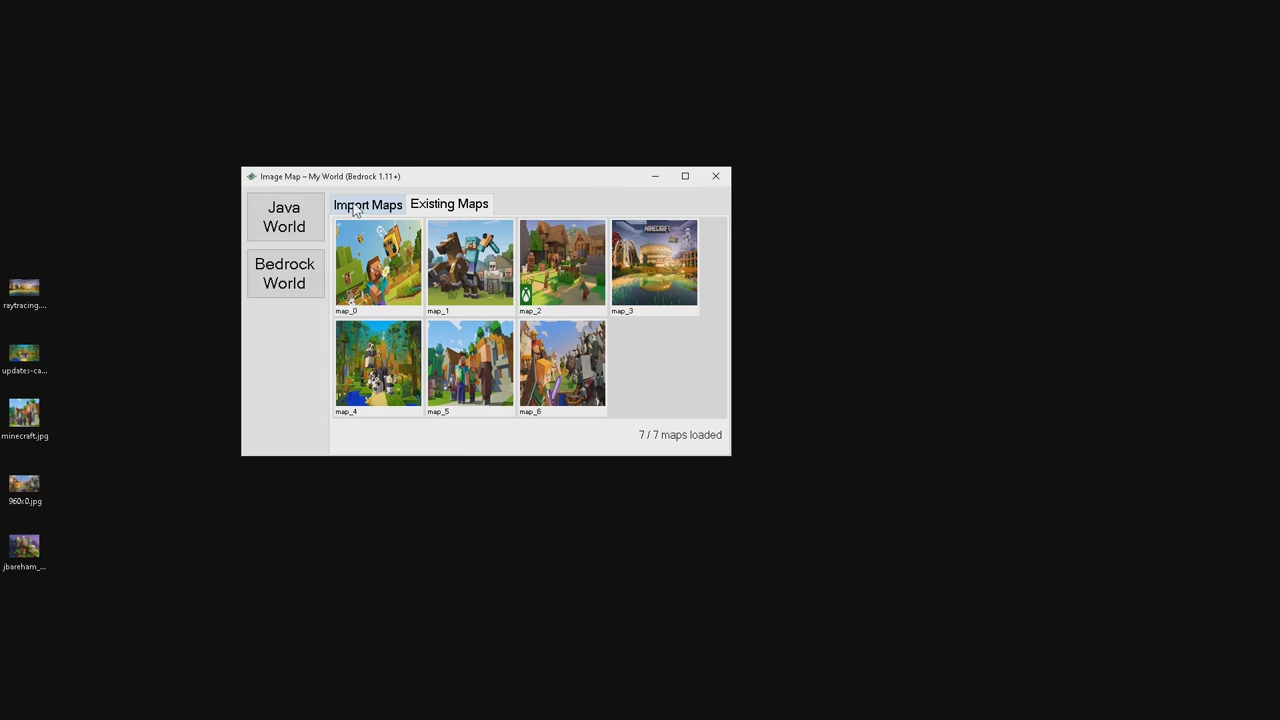 Image Map – My World (Bedrock 1.11+)
Java
World
Bedrock
World
Import Maps
Existing Maps
MINECRAFT
map_0
map_1
map_2
map_3
map_4
map_5
map_6
7 / 7 maps loaded
raytracing....
updates-ca...
minecraft.jpg
960x0.jpg
jbareham_...